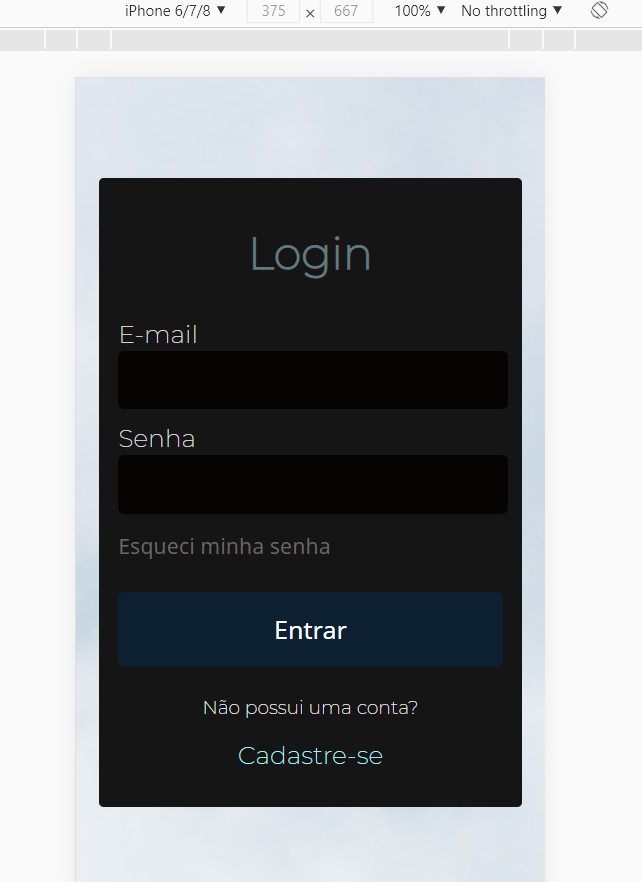 iPhone 6/7/8 ▼ 375 × 667 100% ▼ No throttling ▼
Login
E-mail
Senha
Esqueci minha senha
Entrar
Não possui uma conta?
Cadastre-se